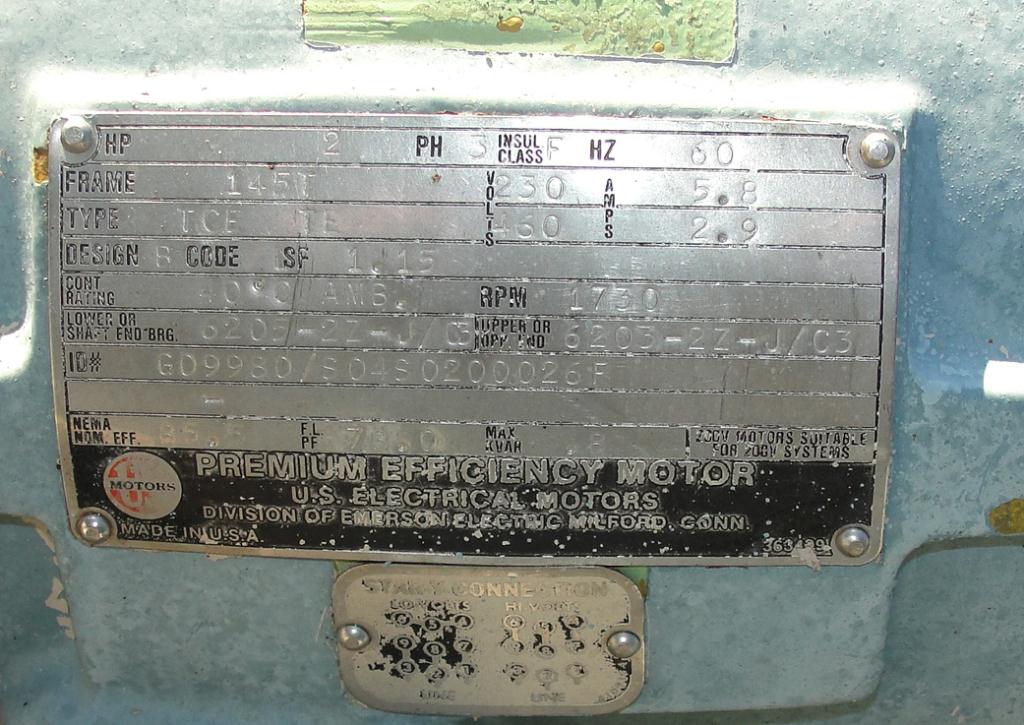 HP 2 PH 3 INSUL CLASS F HZ 60
FRAME 145T VOLTS 230 AMPS 5.8
TYPE TCE TE 460 2.9
DESIGN B CODE SF 1.15
CONT RATING 40°C AMB. RPM 1730
LOWER OR SHAFT END BRG. 6205-2Z-J/C3 UPPER OR OPP. END 6203-2Z-J/C3
ID# G09980/S04S0200026F
NEMA NOM. EFF. F.L. PF MAX KVAR 230V MOTORS SUITABLE FOR 200V SYSTEMS
MOTORS
PREMIUM EFFICIENCY MOTOR
U.S. ELECTRICAL MOTORS
DIVISION OF EMERSON ELECTRIC MILFORD, CONN.
MADE IN U.S.A
STAR-Y CONNECTION
LO VOLTS HI VOLTS
LINE LINE